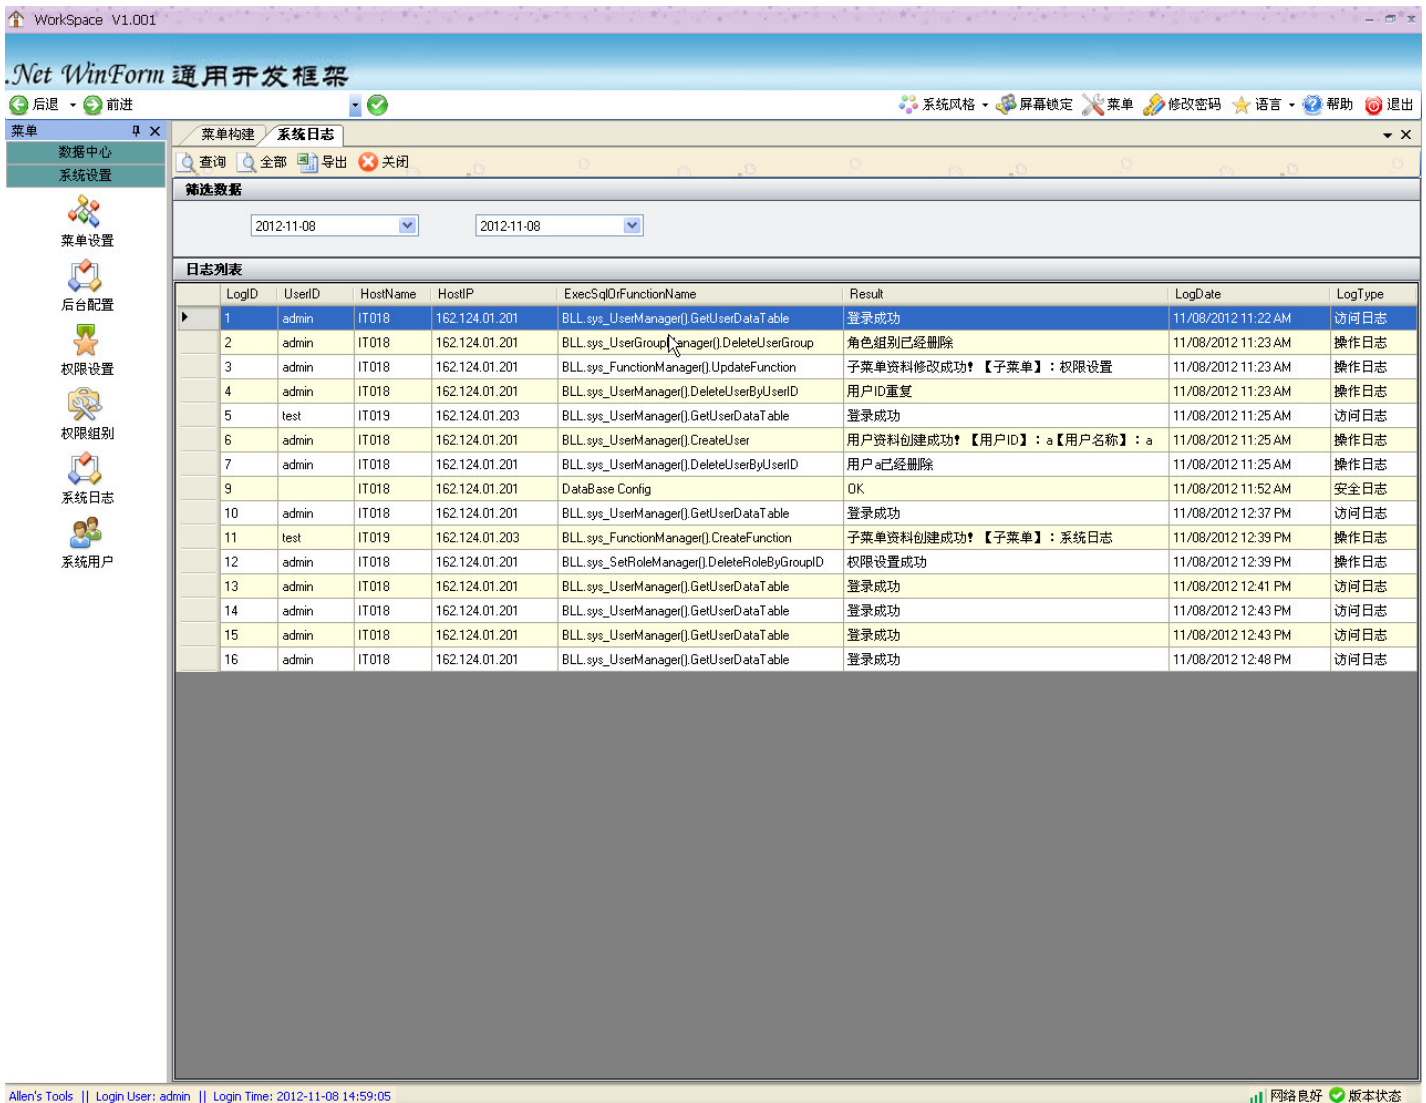 WorkSpace V1.001
.Net WinForm 通用开发框架
后退 前进 系统风格 屏幕锁定 菜单 修改密码 语言 帮助 退出
菜单 菜单构建 系统日志
数据中心
系统设置
菜单设置
后台配置
权限设置
权限组别
系统日志
系统用户
查询 全部 导出 关闭
筛选数据
2012-11-08 2012-11-08
日志列表
LogID UserID HostName HostIP ExecSqlOrFunctionName Result LogDate LogType
1 admin IT018 162.124.01.201 BLL.sys_UserManager().GetUserDataTable 登录成功 11/08/2012 11:22 AM 访问日志
2 admin IT018 162.124.01.201 BLL.sys_UserGroupManager().DeleteUserGroup 角色组别已经删除 11/08/2012 11:23 AM 操作日志
3 admin IT018 162.124.01.201 BLL.sys_FunctionManager().UpdateFunction 子菜单资料修改成功！【子菜单】：权限设置 11/08/2012 11:23 AM 操作日志
4 admin IT018 162.124.01.201 BLL.sys_UserManager().DeleteUserByUserID 用户ID重复 11/08/2012 11:23 AM 操作日志
5 test IT019 162.124.01.203 BLL.sys_UserManager().GetUserDataTable 登录成功 11/08/2012 11:25 AM 访问日志
6 admin IT018 162.124.01.201 BLL.sys_UserManager().CreateUser 用户资料创建成功！【用户ID】：a【用户名称】：a 11/08/2012 11:25 AM 操作日志
7 admin IT018 162.124.01.201 BLL.sys_UserManager().DeleteUserByUserID 用户a已经删除 11/08/2012 11:25 AM 操作日志
9 IT018 162.124.01.201 DataBase Config OK 11/08/2012 11:52 AM 安全日志
10 admin IT018 162.124.01.201 BLL.sys_UserManager().GetUserDataTable 登录成功 11/08/2012 12:37 PM 访问日志
11 test IT019 162.124.01.203 BLL.sys_FunctionManager().CreateFunction 子菜单资料创建成功！【子菜单】：系统日志 11/08/2012 12:39 PM 操作日志
12 admin IT018 162.124.01.201 BLL.sys_SetRoleManager().DeleteRoleByGroupID 权限设置成功 11/08/2012 12:39 PM 操作日志
13 admin IT018 162.124.01.201 BLL.sys_UserManager().GetUserDataTable 登录成功 11/08/2012 12:41 PM 访问日志
14 admin IT018 162.124.01.201 BLL.sys_UserManager().GetUserDataTable 登录成功 11/08/2012 12:43 PM 访问日志
15 admin IT018 162.124.01.201 BLL.sys_UserManager().GetUserDataTable 登录成功 11/08/2012 12:43 PM 访问日志
16 admin IT018 162.124.01.201 BLL.sys_UserManager().GetUserDataTable 登录成功 11/08/2012 12:48 PM 访问日志
Allen's Tools || Login User: admin || Login Time: 2012-11-08 14:59:05 网络良好 版本状态